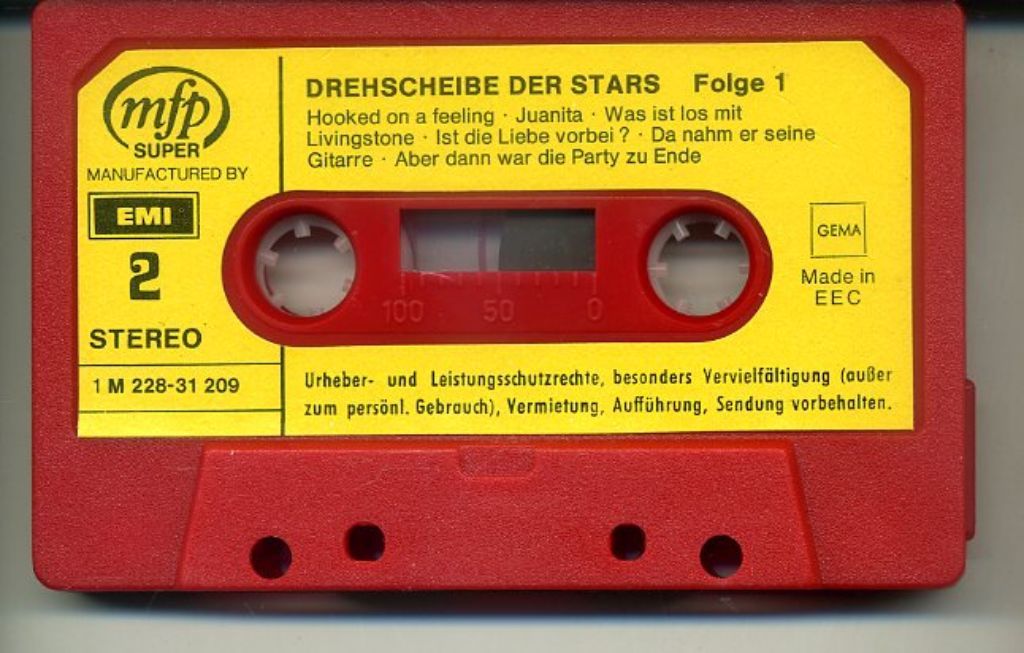 mfp
SUPER
MANUFACTURED BY
EMI
2
STEREO
1 M 228-31 209
DREHSCHEIBE DER STARS Folge 1
Hooked on a feeling · Juanita · Was ist los mit
Livingstone · Ist die Liebe vorbei ? · Da nahm er seine
Gitarre · Aber dann war die Party zu Ende
100 50 0
GEMA
Made in
EEC
Urheber- und Leistungsschutzrechte, besonders Vervielfältigung (außer
zum persönl. Gebrauch), Vermietung, Aufführung, Sendung vorbehalten.